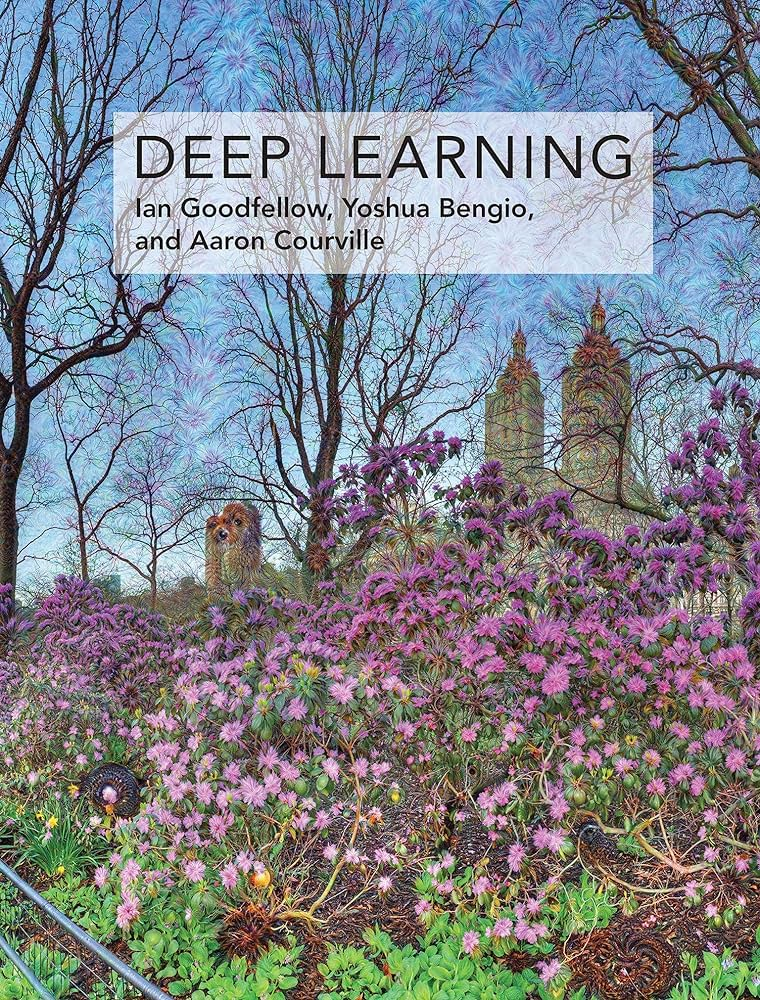 DEEP LEARNING
Ian Goodfellow, Yoshua Bengio,
and Aaron Courville